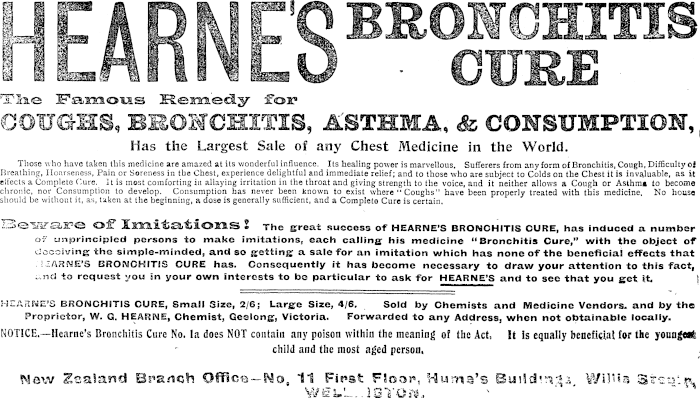 HEARNE'S BRONCHITIS CURE
The Famous Remedy for
COUGHS, BRONCHITIS, ASTHMA, & CONSUMPTION,
Has the Largest Sale of any Chest Medicine in the World.
Those who have taken this medicine are amazed at its wonderful influence. Its healing power is marvellous. Sufferers from any form of Bronchitis, Cough, Difficulty of
Breathing, Hoarseness, Pain or Soreness in the Chest, experience delightful and immediate relief; and to those who are subject to Colds on the Chest it is invaluable, as it
effects a Complete Cure. It is most comforting in allaying irritation in the throat and giving strength to the voice, and it neither allows a Cough or Asthma to become
chronic, nor Consumption to develop. Consumption has never been known to exist where "Coughs" have been properly treated with this medicine. No house
should be without it, as, taken at the beginning, a dose is generally sufficient, and a Complete Cure is certain.
Beware of Imitations! The great success of HEARNE'S BRONCHITIS CURE, has induced a number
of unprincipled persons to make imitations, each calling his medicine "Bronchitis Cure," with the object of
deceiving the simple-minded, and so getting a sale for an imitation which has none of the beneficial effects that
HEARNE'S BRONCHITIS CURE has. Consequently it has become necessary to draw your attention to this fact,
and to request you in your own interests to be particular to ask for HEARNE'S and to see that you get it.
HEARNE'S BRONCHITIS CURE, Small Size, 2/6; Large Size, 4/6. Sold by Chemists and Medicine Vendors. and by the
Proprietor, W. G. HEARNE, Chemist, Geelong, Victoria. Forwarded to any Address, when not obtainable locally.
NOTICE.—Hearne's Bronchitis Cure No. 1a does NOT contain any poison within the meaning of the Act. It is equally beneficial for the youngest
child and the most aged person.
New Zealand Branch Office—No. 11 First Floor, Hume's Buildings, Willis Street,
WELLINGTON.